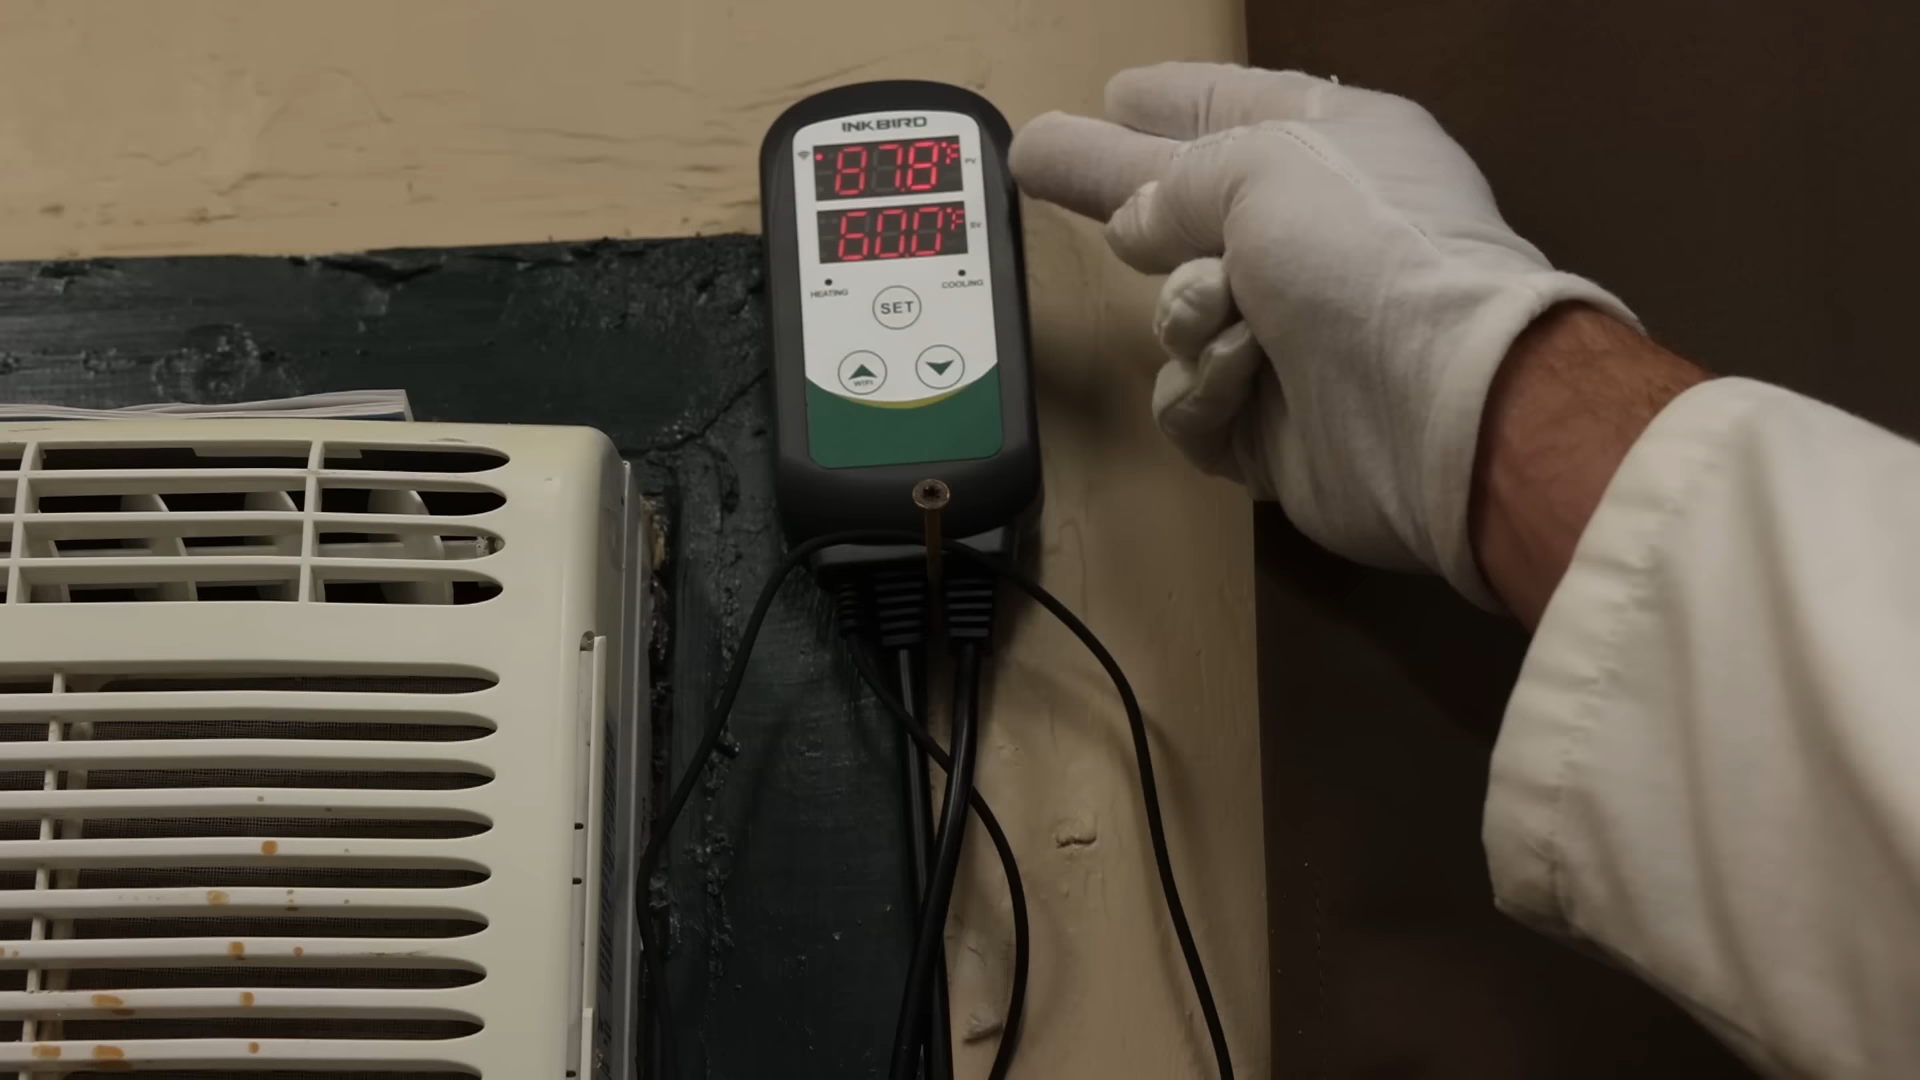 INKBIRD
87.8°F PV
60.0°F SV
HEATING
COOLING
SET
WIFI